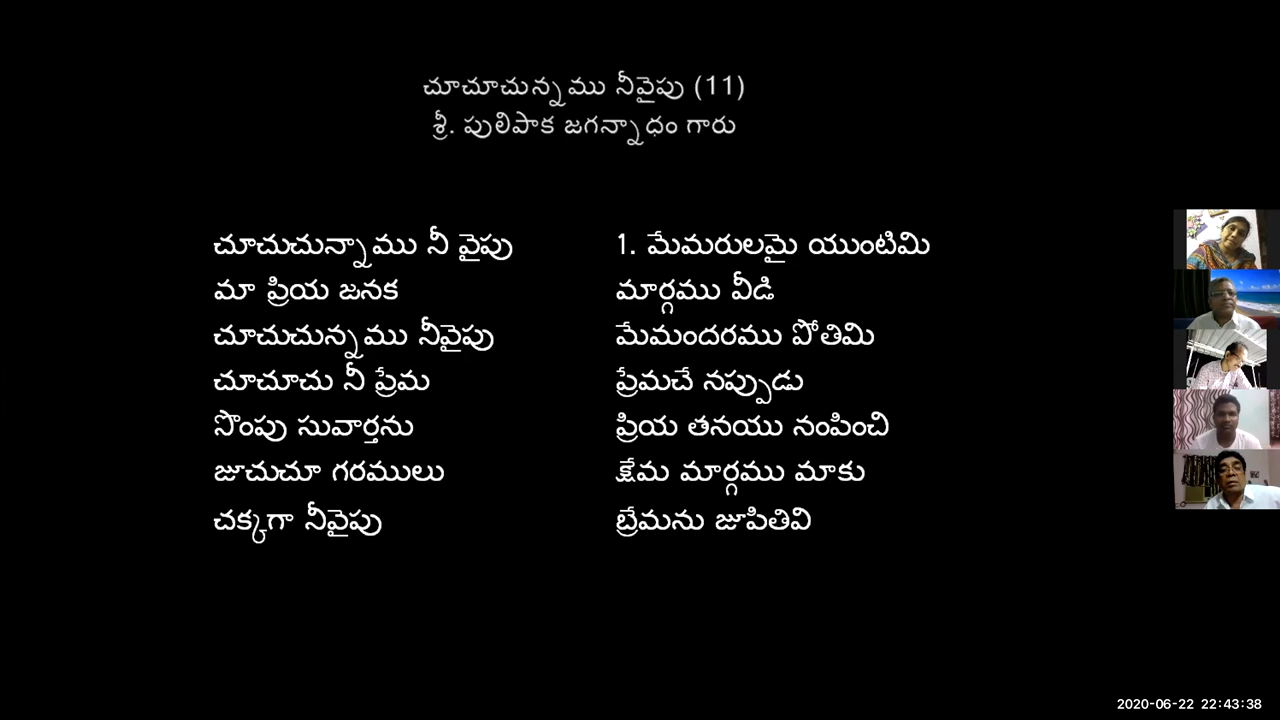 చూచూచున్నము నీవైపు (11)
శ్రీ. పులిపాక జగన్నాధం గారు
చూచుచున్నాము నీ వైపు
మా ప్రియ జనక
చూచుచున్నము నీవైపు
చూచూచు నీ ప్రేమ
సొంపు సువార్తను
జూచుచూ గరములు
చక్కగా నీవైపు
1. మేమరులమై యుంటిమి
మార్గము వీడి
మేమందరము పోతిమి
ప్రేమచే నప్పుడు
ప్రియ తనయు నంపించి
క్షేమ మార్గము మాకు
బ్రేమను జూపితివి
2020-06-22 22:43:38